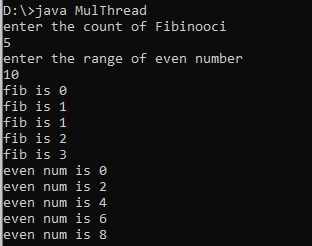 D:\>java MulThread
enter the count of Fibinooci
5
enter the range of even number
10
fib is 0
fib is 1
fib is 1
fib is 2
fib is 3
even num is 0
even num is 2
even num is 4
even num is 6
even num is 8